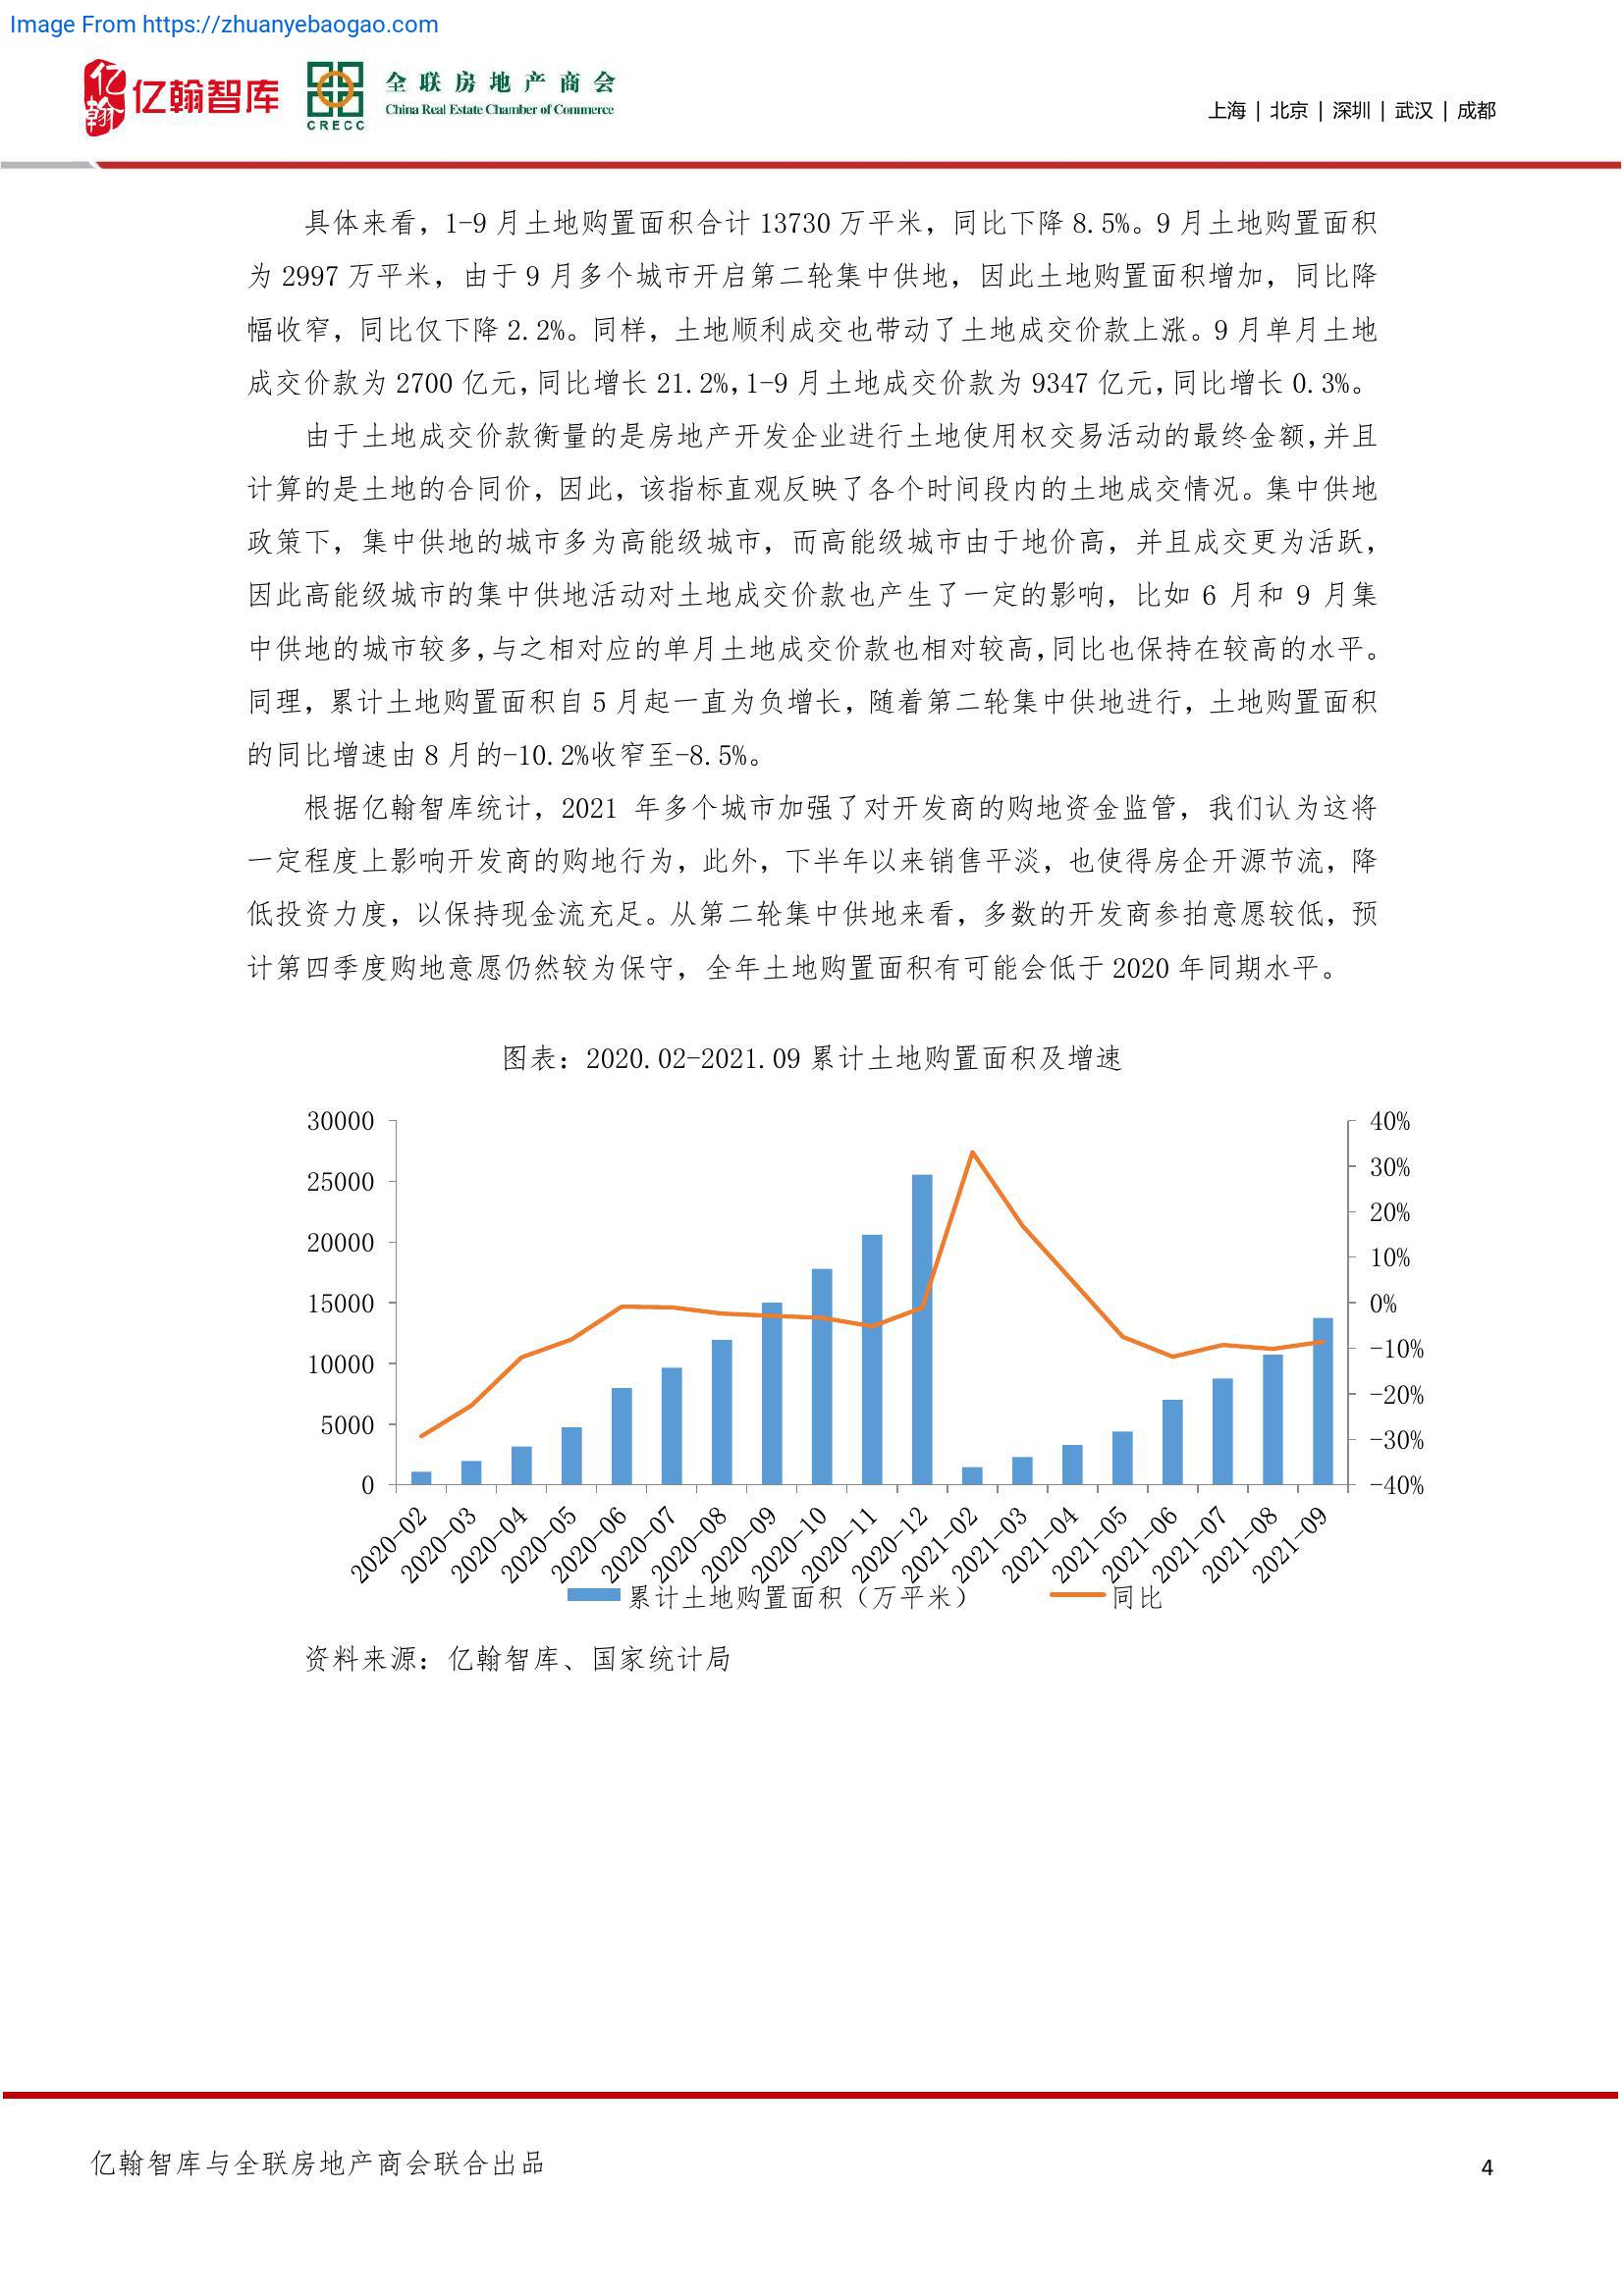 Image From https://zhuanyebaogao.com
亿翰
亿翰智库
CRECC
全联房地产商会
China Real Estate Chamber of Commerce
上海 | 北京 | 深圳 | 武汉 | 成都
具体来看，1-9 月土地购置面积合计 13730 万平米，同比下降 8.5%。9 月土地购置面积
为 2997 万平米，由于 9 月多个城市开启第二轮集中供地，因此土地购置面积增加，同比降
幅收窄，同比仅下降 2.2%。同样，土地顺利成交也带动了土地成交价款上涨。9 月单月土地
成交价款为 2700 亿元，同比增长 21.2%，1-9 月土地成交价款为 9347 亿元，同比增长 0.3%。
由于土地成交价款衡量的是房地产开发企业进行土地使用权交易活动的最终金额，并且
计算的是土地的合同价，因此，该指标直观反映了各个时间段内的土地成交情况。集中供地
政策下，集中供地的城市多为高能级城市，而高能级城市由于地价高，并且成交更为活跃，
因此高能级城市的集中供地活动对土地成交价款也产生了一定的影响，比如 6 月和 9 月集
中供地的城市较多，与之相对应的单月土地成交价款也相对较高，同比也保持在较高的水平。
同理，累计土地购置面积自 5 月起一直为负增长，随着第二轮集中供地进行，土地购置面积
的同比增速由 8 月的-10.2%收窄至-8.5%。
根据亿翰智库统计，2021 年多个城市加强了对开发商的购地资金监管，我们认为这将
一定程度上影响开发商的购地行为，此外，下半年以来销售平淡，也使得房企开源节流，降
低投资力度，以保持现金流充足。从第二轮集中供地来看，多数的开发商参拍意愿较低，预
计第四季度购地意愿仍然较为保守，全年土地购置面积有可能会低于 2020 年同期水平。
图表：2020.02-2021.09 累计土地购置面积及增速
30000
25000
20000
15000
10000
5000
0
40%
30%
20%
10%
0%
-10%
-20%
-30%
-40%
2020-02
2020-03
2020-04
2020-05
2020-06
2020-07
2020-08
2020-09
2020-10
2020-11
2020-12
2021-02
2021-03
2021-04
2021-05
2021-06
2021-07
2021-08
2021-09
累计土地购置面积（万平米）
同比
资料来源：亿翰智库、国家统计局
亿翰智库与全联房地产商会联合出品
4